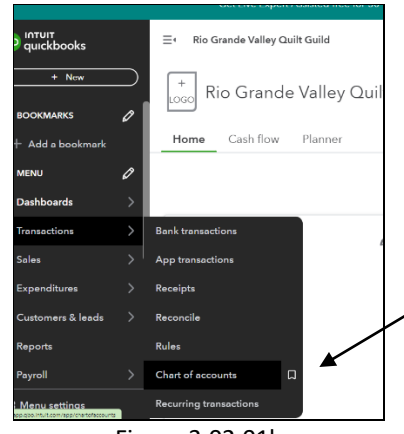 INTUIT
quickbooks
Rio Grande Valley Quilt Guild
+ New
+
LOGO
Rio Grande Valley Quil
BOOKMARKS
+ Add a bookmark
Home Cash flow Planner
MENU
Dashboards
Transactions
Bank transactions
Sales
App transactions
Expenditures
Receipts
Customers & leads
Reconcile
Reports
Rules
Payroll
Chart of accounts
Menu settings
Recurring transactions